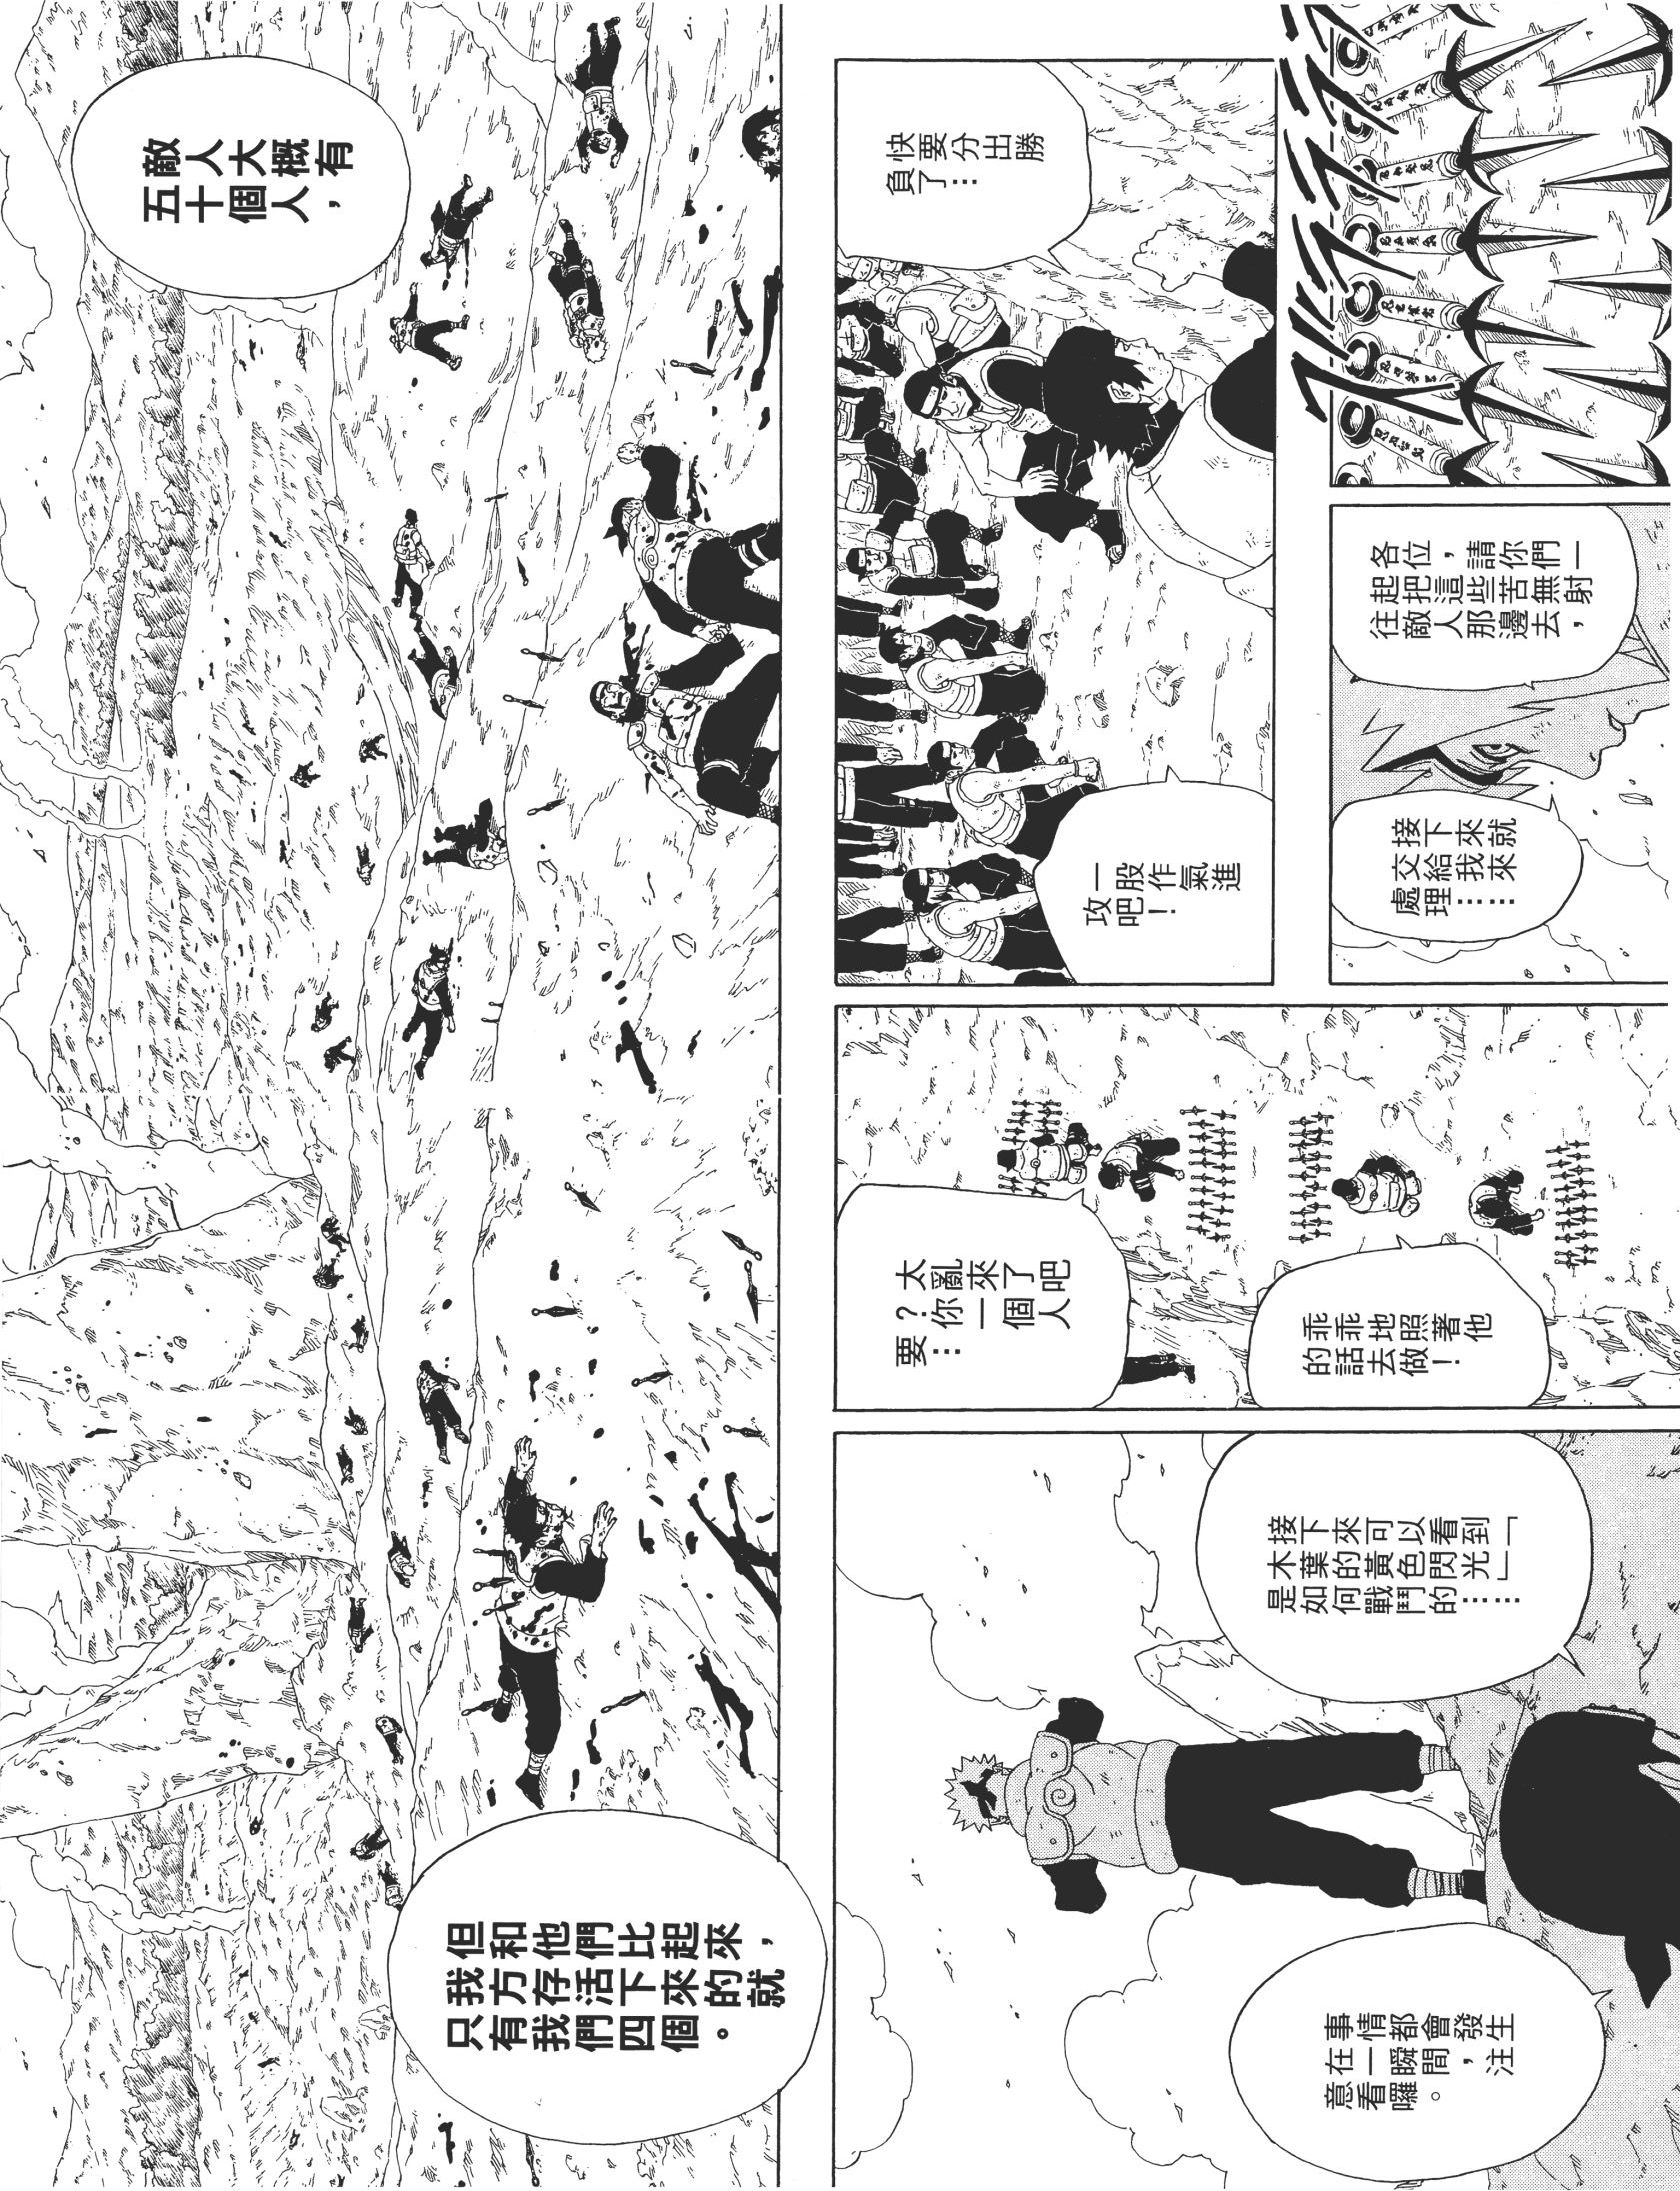 敵人大概有
五十個人，
但和他們比起來，
我方存活下來的就
只有我們四個。
快要分出勝
負了…
一股作氣進
攻吧！
各位，請你們一
起把這些苦無射
往敵人那邊去，
接下來就
交給我來
處理……
太亂來了吧
？你一個人
要…
乖乖地照著他
的話去做！
接下來可以看到「
木葉的黃色閃光」
是如何戰鬥的……
事情都會發生
在一瞬間，注
意看囉。